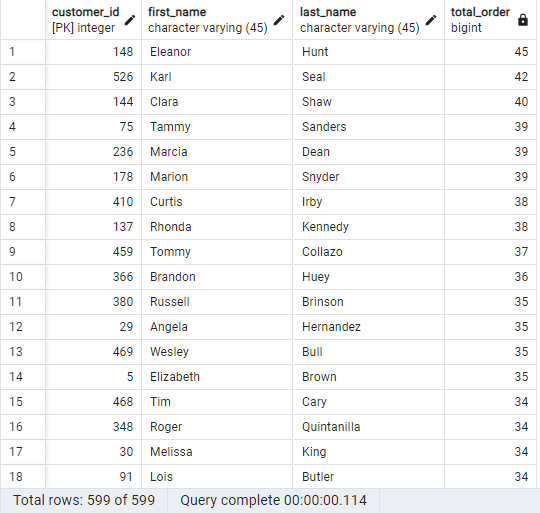 customer_id first_name last_name total_order
[PK] integer character varying (45) character varying (45) bigint
1 148 Eleanor Hunt 45
2 526 Karl Seal 42
3 144 Clara Shaw 40
4 75 Tammy Sanders 39
5 236 Marcia Dean 39
6 178 Marion Snyder 39
7 410 Curtis Irby 38
8 137 Rhonda Kennedy 38
9 459 Tommy Collazo 37
10 366 Brandon Huey 36
11 380 Russell Brinson 35
12 29 Angela Hernandez 35
13 469 Wesley Bull 35
14 5 Elizabeth Brown 35
15 468 Tim Cary 34
16 348 Roger Quintanilla 34
17 30 Melissa King 34
18 91 Lois Butler 34
Total rows: 599 of 599 Query complete 00:00:00.114